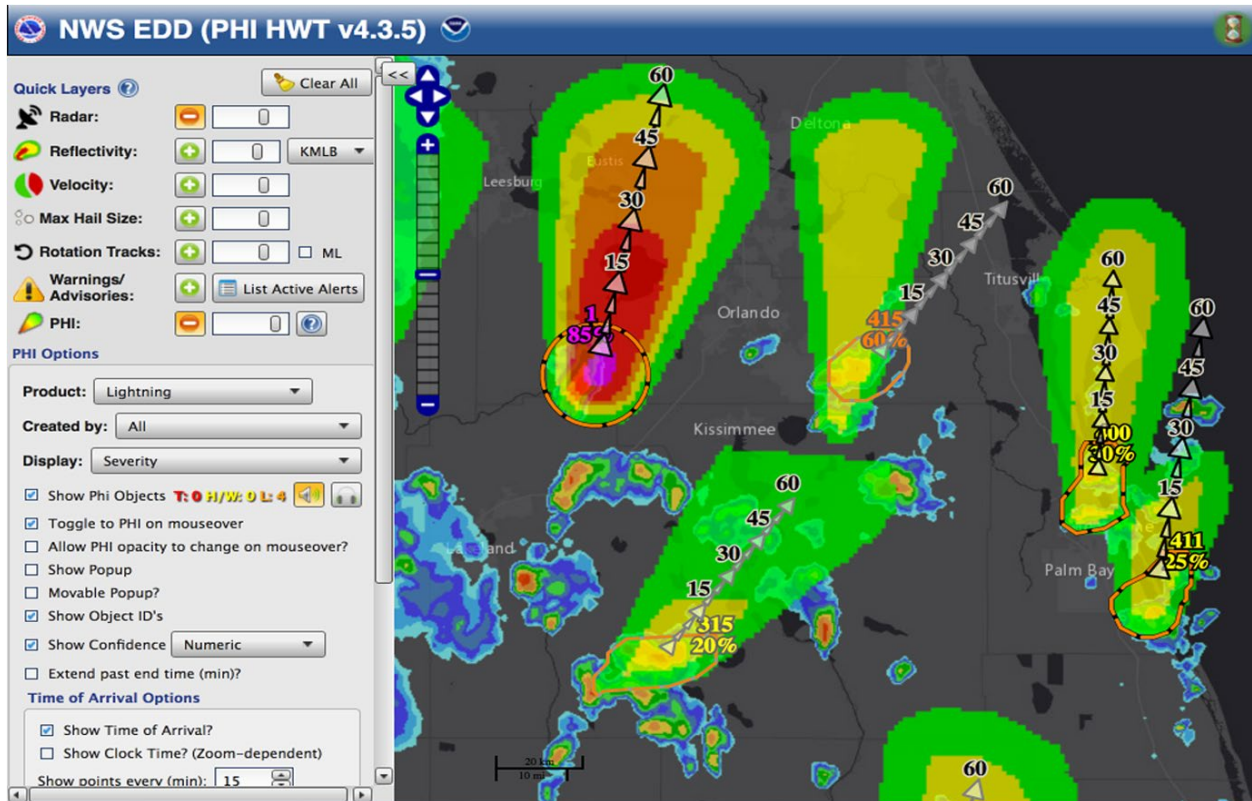 NWS EDD (PHI HWT v4.3.5)
Quick Layers ?
Clear All
<<
Radar:
Reflectivity:
KMLB
Velocity:
Max Hail Size:
Rotation Tracks:
ML
Warnings/
Advisories:
List Active Alerts
PHI:
?
PHI Options
Product: Lightning
Created by: All
Display: Severity
Show Phi Objects T: 0 H/W: 0 L: 4
Toggle to PHI on mouseover
Allow PHI opacity to change on mouseover?
Show Popup
Movable Popup?
Show Object ID's
Show Confidence Numeric
Extend past end time (min)?
Time of Arrival Options
Show Time of Arrival?
Show Clock Time? (Zoom-dependent)
Show points every (min): 15
60
45
Eustis
Leesburg
30
15
1
85%
Deltona
60
45
30
15
Orlando
415
60%
Titusvill
60
45
30
15
30%
60
45
30
15
411
25%
Palm Bay
Kissimmee
60
45
30
15
315
20%
20 km
10 mi
60